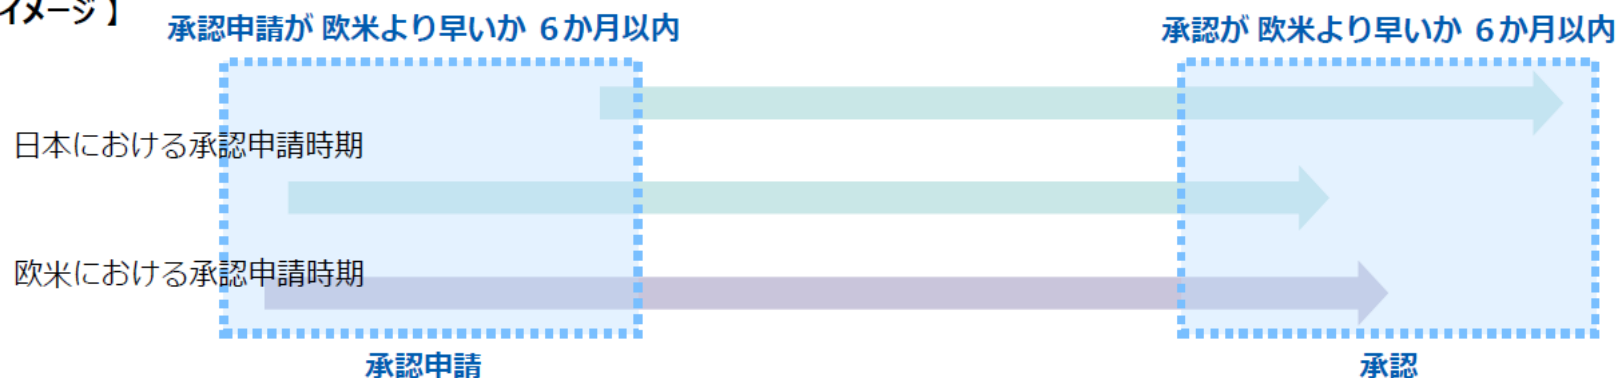 イメージ 】
承認申請が 欧米より早いか ６か月以内
承認が 欧米より早いか ６か月以内
日本における承認申請時期
欧米における承認申請時期
承認申請
承認